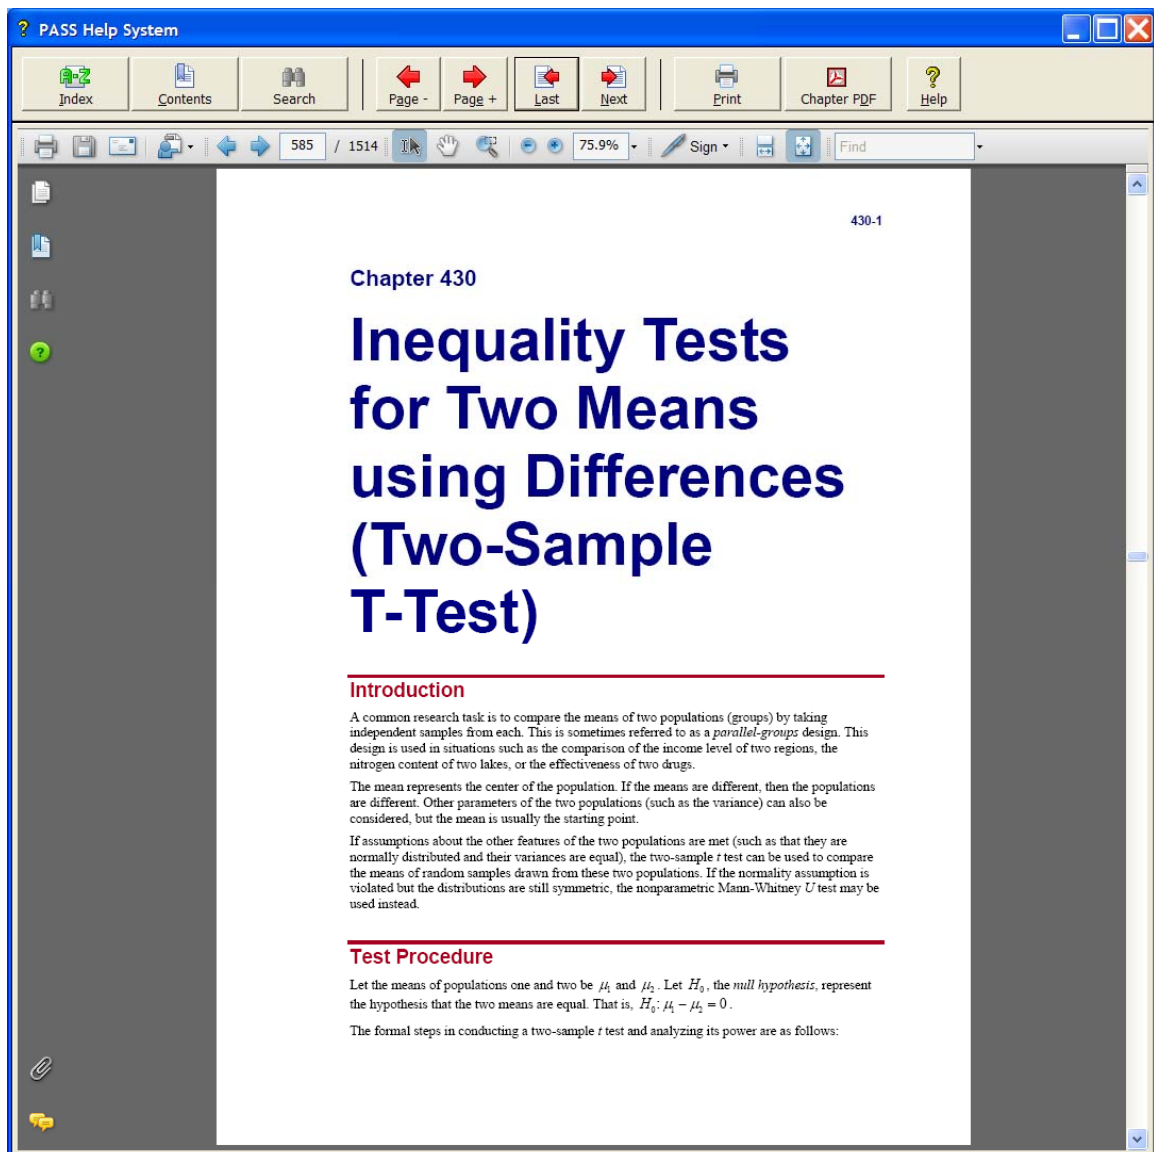 PASS Help System
Index Contents Search Page - Page + Last Next Print Chapter PDF Help
585 / 1514 75.9% Sign Find
430-1
Chapter 430
Inequality Tests
for Two Means
using Differences
(Two-Sample
T-Test)
Introduction
A common research task is to compare the means of two populations (groups) by taking
independent samples from each. This is sometimes referred to as a parallel-groups design. This
design is used in situations such as the comparison of the income level of two regions, the
nitrogen content of two lakes, or the effectiveness of two drugs.
The mean represents the center of the population. If the means are different, then the populations
are different. Other parameters of the two populations (such as the variance) can also be
considered, but the mean is usually the starting point.
If assumptions about the other features of the two populations are met (such as that they are
normally distributed and their variances are equal), the two-sample t test can be used to compare
the means of random samples drawn from these two populations. If the normality assumption is
violated but the distributions are still symmetric, the nonparametric Mann-Whitney U test may be
used instead.
Test Procedure
Let the means of populations one and two be μ₁ and μ₂. Let H₀, the null hypothesis, represent
the hypothesis that the two means are equal. That is, H₀: μ₁ − μ₂ = 0.
The formal steps in conducting a two-sample t test and analyzing its power are as follows: